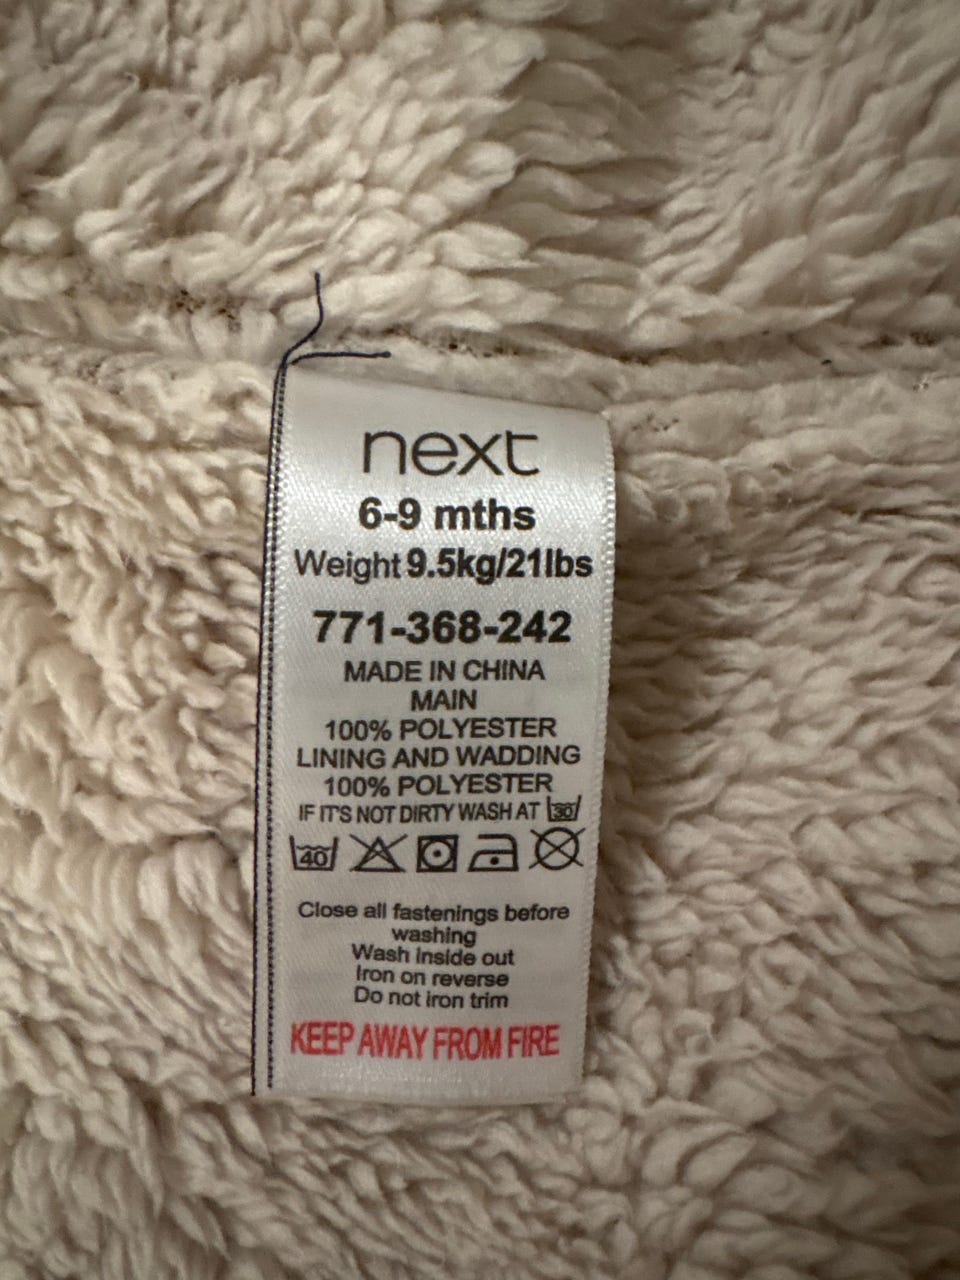 next
6-9 mths
Weight 9.5kg/21lbs
771-368-242
MADE IN CHINA
MAIN
100% POLYESTER
LINING AND WADDING
100% POLYESTER
IF IT'S NOT DIRTY WASH AT 30
40
Close all fastenings before
washing
Wash inside out
Iron on reverse
Do not iron trim
KEEP AWAY FROM FIRE